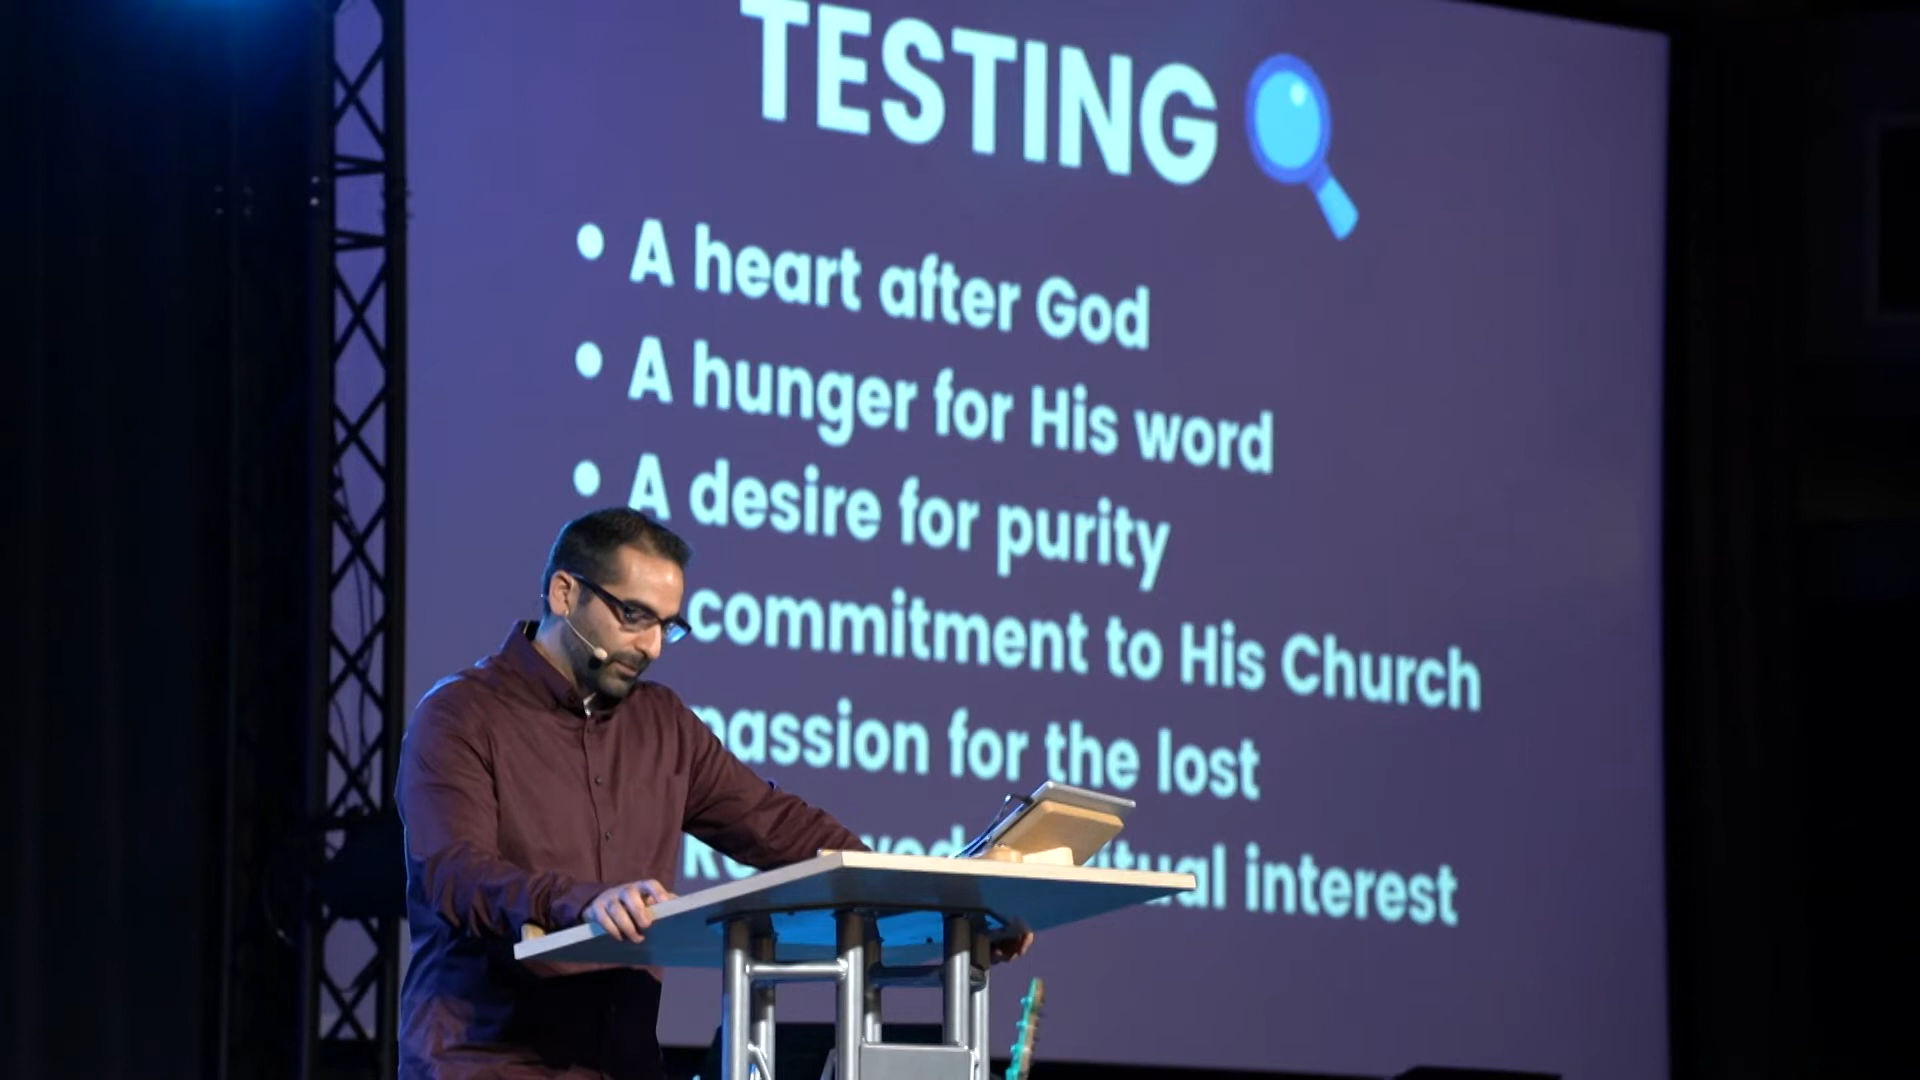 TESTING
• A heart after God
• A hunger for His word
• A desire for purity
commitment to His Church
passion for the lost
interest